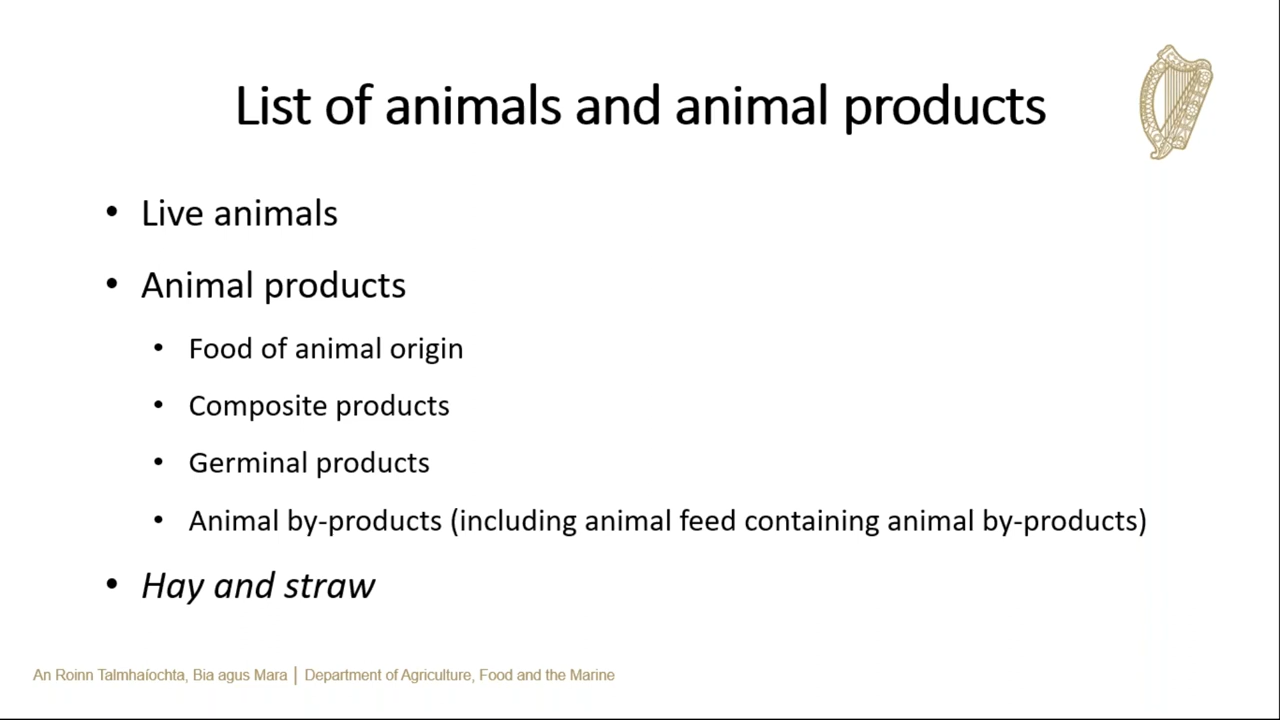 List of animals and animal products
• Live animals
• Animal products
• Food of animal origin
• Composite products
• Germinal products
• Animal by-products (including animal feed containing animal by-products)
• Hay and straw
An Roinn Talmhaíochta, Bia agus Mara | Department of Agriculture, Food and the Marine